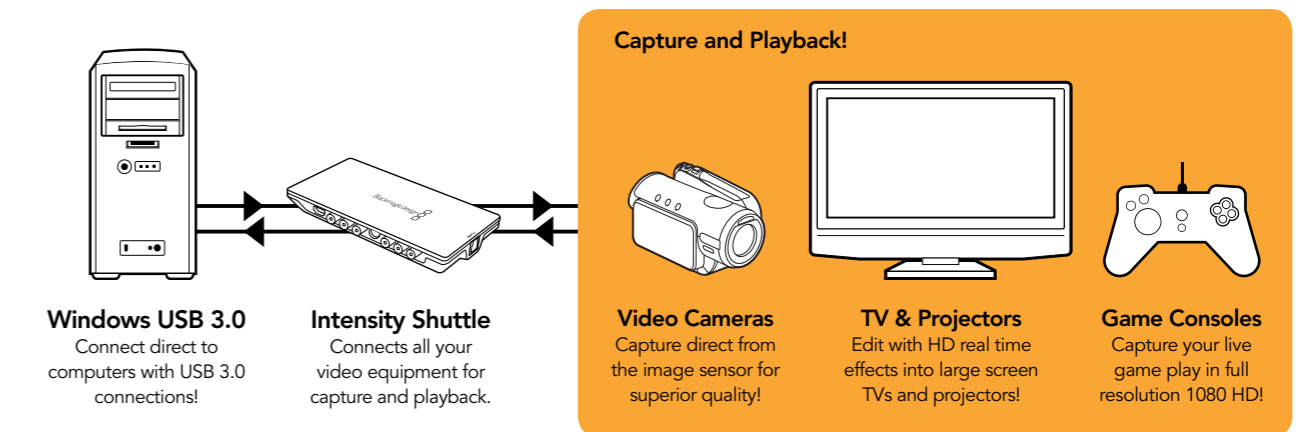 Capture and Playback!
Blackmagicdesign
Windows USB 3.0
Connect direct to
computers with USB 3.0
connections!
Intensity Shuttle
Connects all your
video equipment for
capture and playback.
Video Cameras
Capture direct from
the image sensor for
superior quality!
TV & Projectors
Edit with HD real time
effects into large screen
TVs and projectors!
Game Consoles
Capture your live
game play in full
resolution 1080 HD!